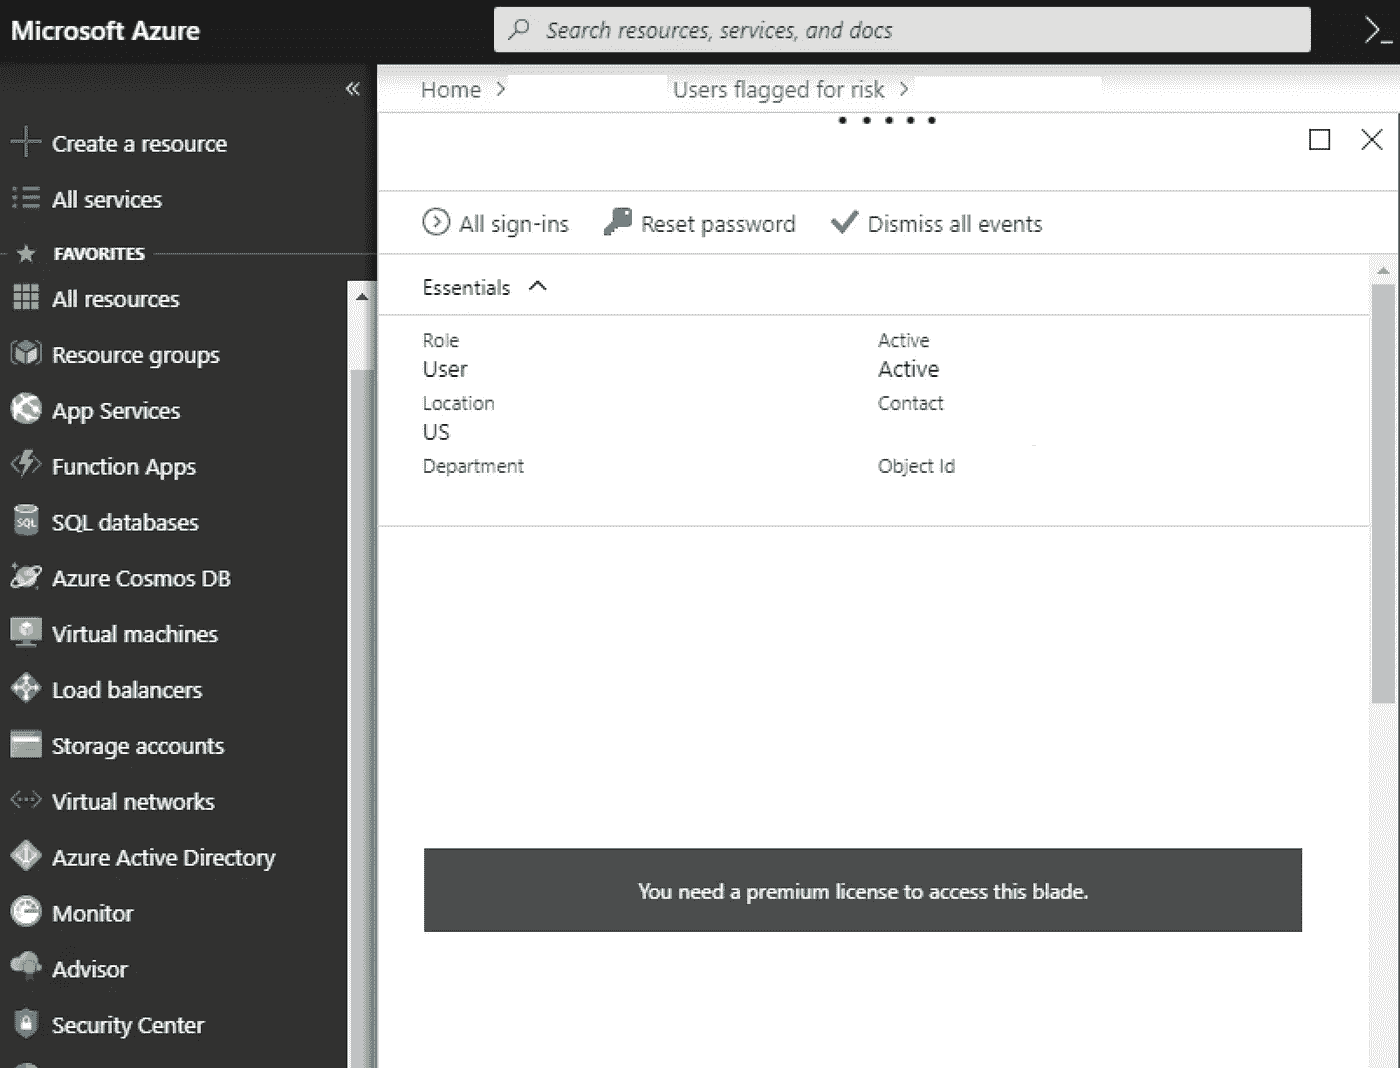 Microsoft Azure
Search resources, services, and docs
Home > Users flagged for risk >
Create a resource
All services
FAVORITES
All resources
Resource groups
App Services
Function Apps
SQL databases
Azure Cosmos DB
Virtual machines
Load balancers
Storage accounts
Virtual networks
Azure Active Directory
Monitor
Advisor
Security Center
All sign-ins Reset password Dismiss all events
Essentials
Role Active
User Active
Location Contact
US
Department Object Id
You need a premium license to access this blade.